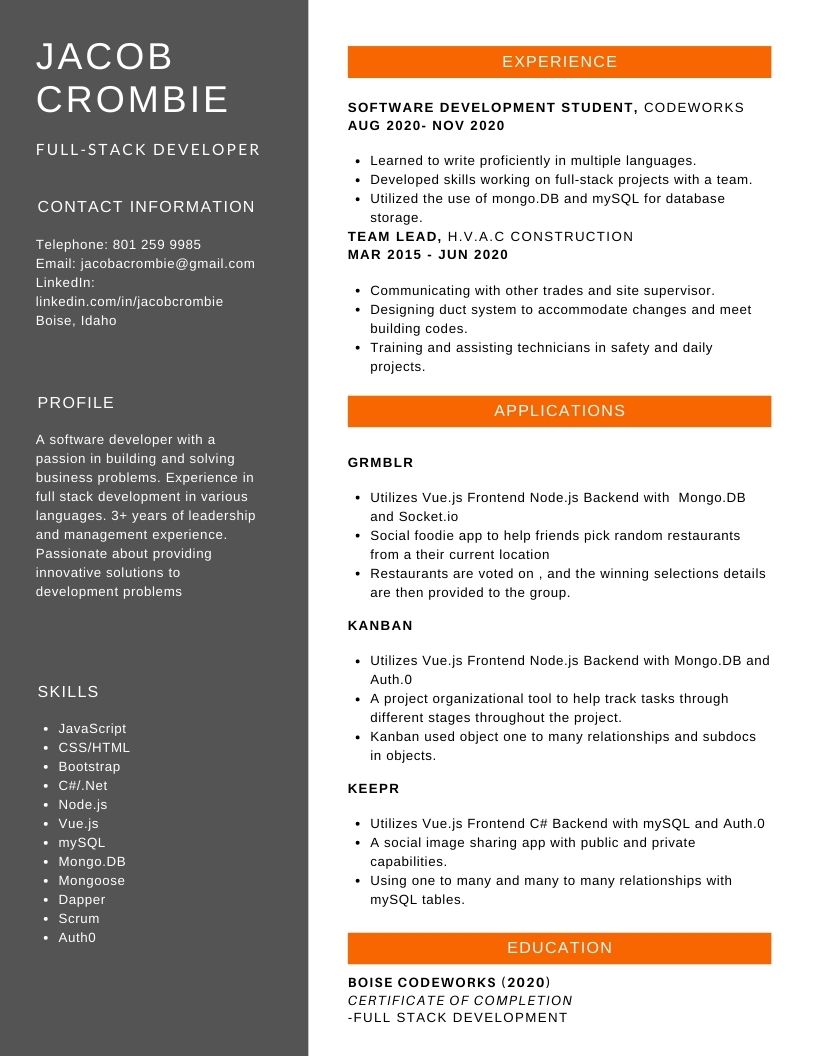 JACOB
CROMBIE
FULL-STACK DEVELOPER
CONTACT INFORMATION
Telephone: 801 259 9985
Email: jacobacrombie@gmail.com
LinkedIn:
linkedin.com/in/jacobcrombie
Boise, Idaho
PROFILE
A software developer with a
passion in building and solving
business problems. Experience in
full stack development in various
languages. 3+ years of leadership
and management experience.
Passionate about providing
innovative solutions to
development problems
SKILLS
• JavaScript
• CSS/HTML
• Bootstrap
• C#/.Net
• Node.js
• Vue.js
• mySQL
• Mongo.DB
• Mongoose
• Dapper
• Scrum
• Auth0
EXPERIENCE
SOFTWARE DEVELOPMENT STUDENT, CODEWORKS
AUG 2020- NOV 2020
• Learned to write proficiently in multiple languages.
• Developed skills working on full-stack projects with a team.
• Utilized the use of mongo.DB and mySQL for database
storage.
TEAM LEAD, H.V.A.C CONSTRUCTION
MAR 2015 - JUN 2020
• Communicating with other trades and site supervisor.
• Designing duct system to accommodate changes and meet
building codes.
• Training and assisting technicians in safety and daily
projects.
APPLICATIONS
GRMBLR
• Utilizes Vue.js Frontend Node.js Backend with  Mongo.DB
and Socket.io
• Social foodie app to help friends pick random restaurants
from a their current location
• Restaurants are voted on , and the winning selections details
are then provided to the group.
KANBAN
• Utilizes Vue.js Frontend Node.js Backend with Mongo.DB and
Auth.0
• A project organizational tool to help track tasks through
different stages throughout the project.
• Kanban used object one to many relationships and subdocs
in objects.
KEEPR
• Utilizes Vue.js Frontend C# Backend with mySQL and Auth.0
• A social image sharing app with public and private
capabilities.
• Using one to many and many to many relationships with
mySQL tables.
EDUCATION
BOISE CODEWORKS (2020)
CERTIFICATE OF COMPLETION
-FULL STACK DEVELOPMENT